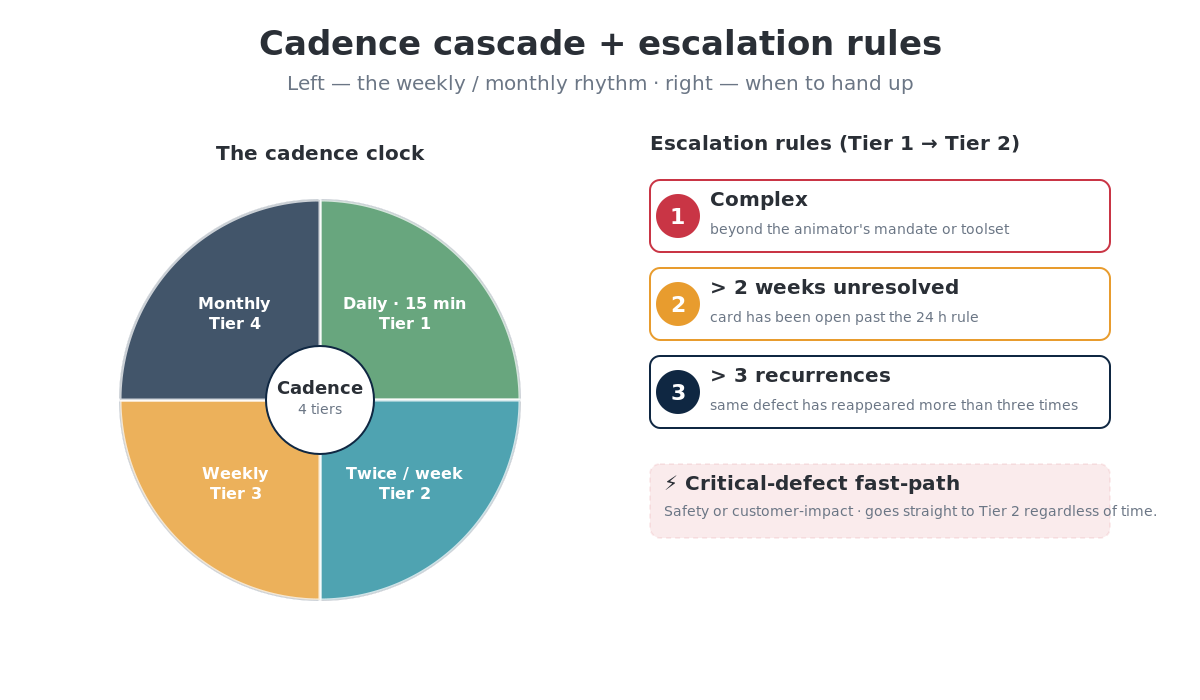 Cadence cascade + escalation rules
Left — the weekly / monthly rhythm · right — when to hand up
The cadence clock
Monthly
Tier 4
Daily · 15 min
Tier 1
Cadence
4 tiers
Weekly
Tier 3
Twice / week
Tier 2
Escalation rules (Tier 1 → Tier 2)
1
Complex
beyond the animator's mandate or toolset
2
> 2 weeks unresolved
card has been open past the 24 h rule
3
> 3 recurrences
same defect has reappeared more than three times
⚡ Critical-defect fast-path
Safety or customer-impact · goes straight to Tier 2 regardless of time.